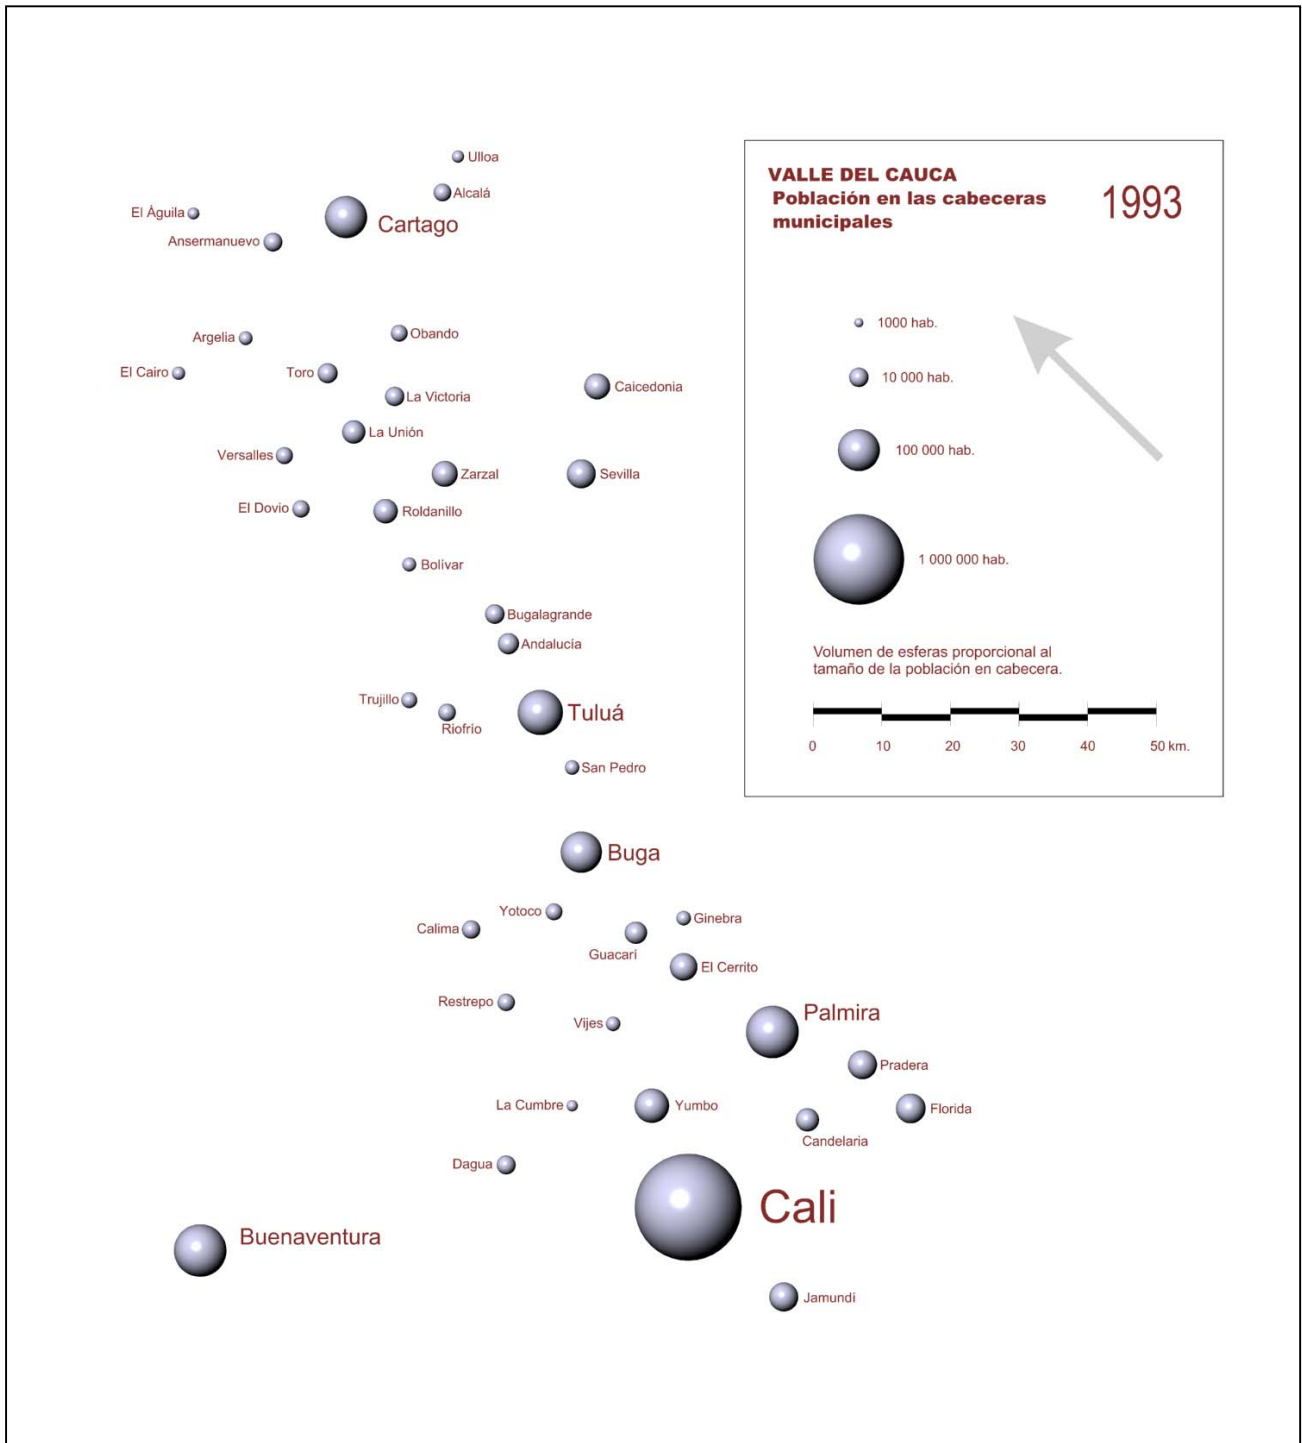 Ulloa
Alcalá
El Águila
Cartago
Ansermanuevo
VALLE DEL CAUCA
Población en las cabeceras
municipales
1993
1000 hab.
10 000 hab.
100 000 hab.
1 000 000 hab.
Volumen de esferas proporcional al
tamaño de la población en cabecera.
0 10 20 30 40 50 km.
Argelia
Obando
El Cairo
Toro
Caicedonia
La Victoria
La Unión
Versalles
Zarzal
Sevilla
El Dovio
Roldanillo
Bolívar
Bugalagrande
Andalucía
Trujillo
Riofrío
Tuluá
San Pedro
Buga
Yotoco
Ginebra
Calima
Guacarí
El Cerrito
Restrepo
Vijes
Palmira
Pradera
La Cumbre
Yumbo
Florida
Candelaria
Dagua
Cali
Buenaventura
Jamundí